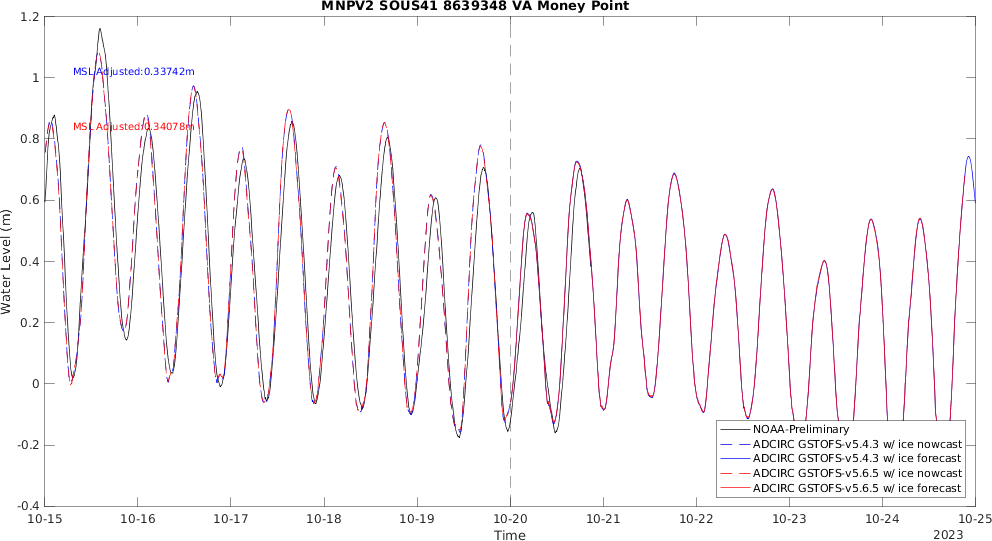 MNPV2 SOUS41 8639348 VA Money Point
1.2
1
0.8
0.6
0.4
0.2
0
-0.2
-0.4
Water Level (m)
MSL Adjusted:0.33742m
MSL Adjusted:0.34078m
NOAA-Preliminary
ADCIRC GSTOFS-v5.4.3 w/ ice nowcast
ADCIRC GSTOFS-v5.4.3 w/ ice forecast
ADCIRC GSTOFS-v5.6.5 w/ ice nowcast
ADCIRC GSTOFS-v5.6.5 w/ ice forecast
10-15 10-16 10-17 10-18 10-19 10-20 10-21 10-22 10-23 10-24 10-25
Time
2023